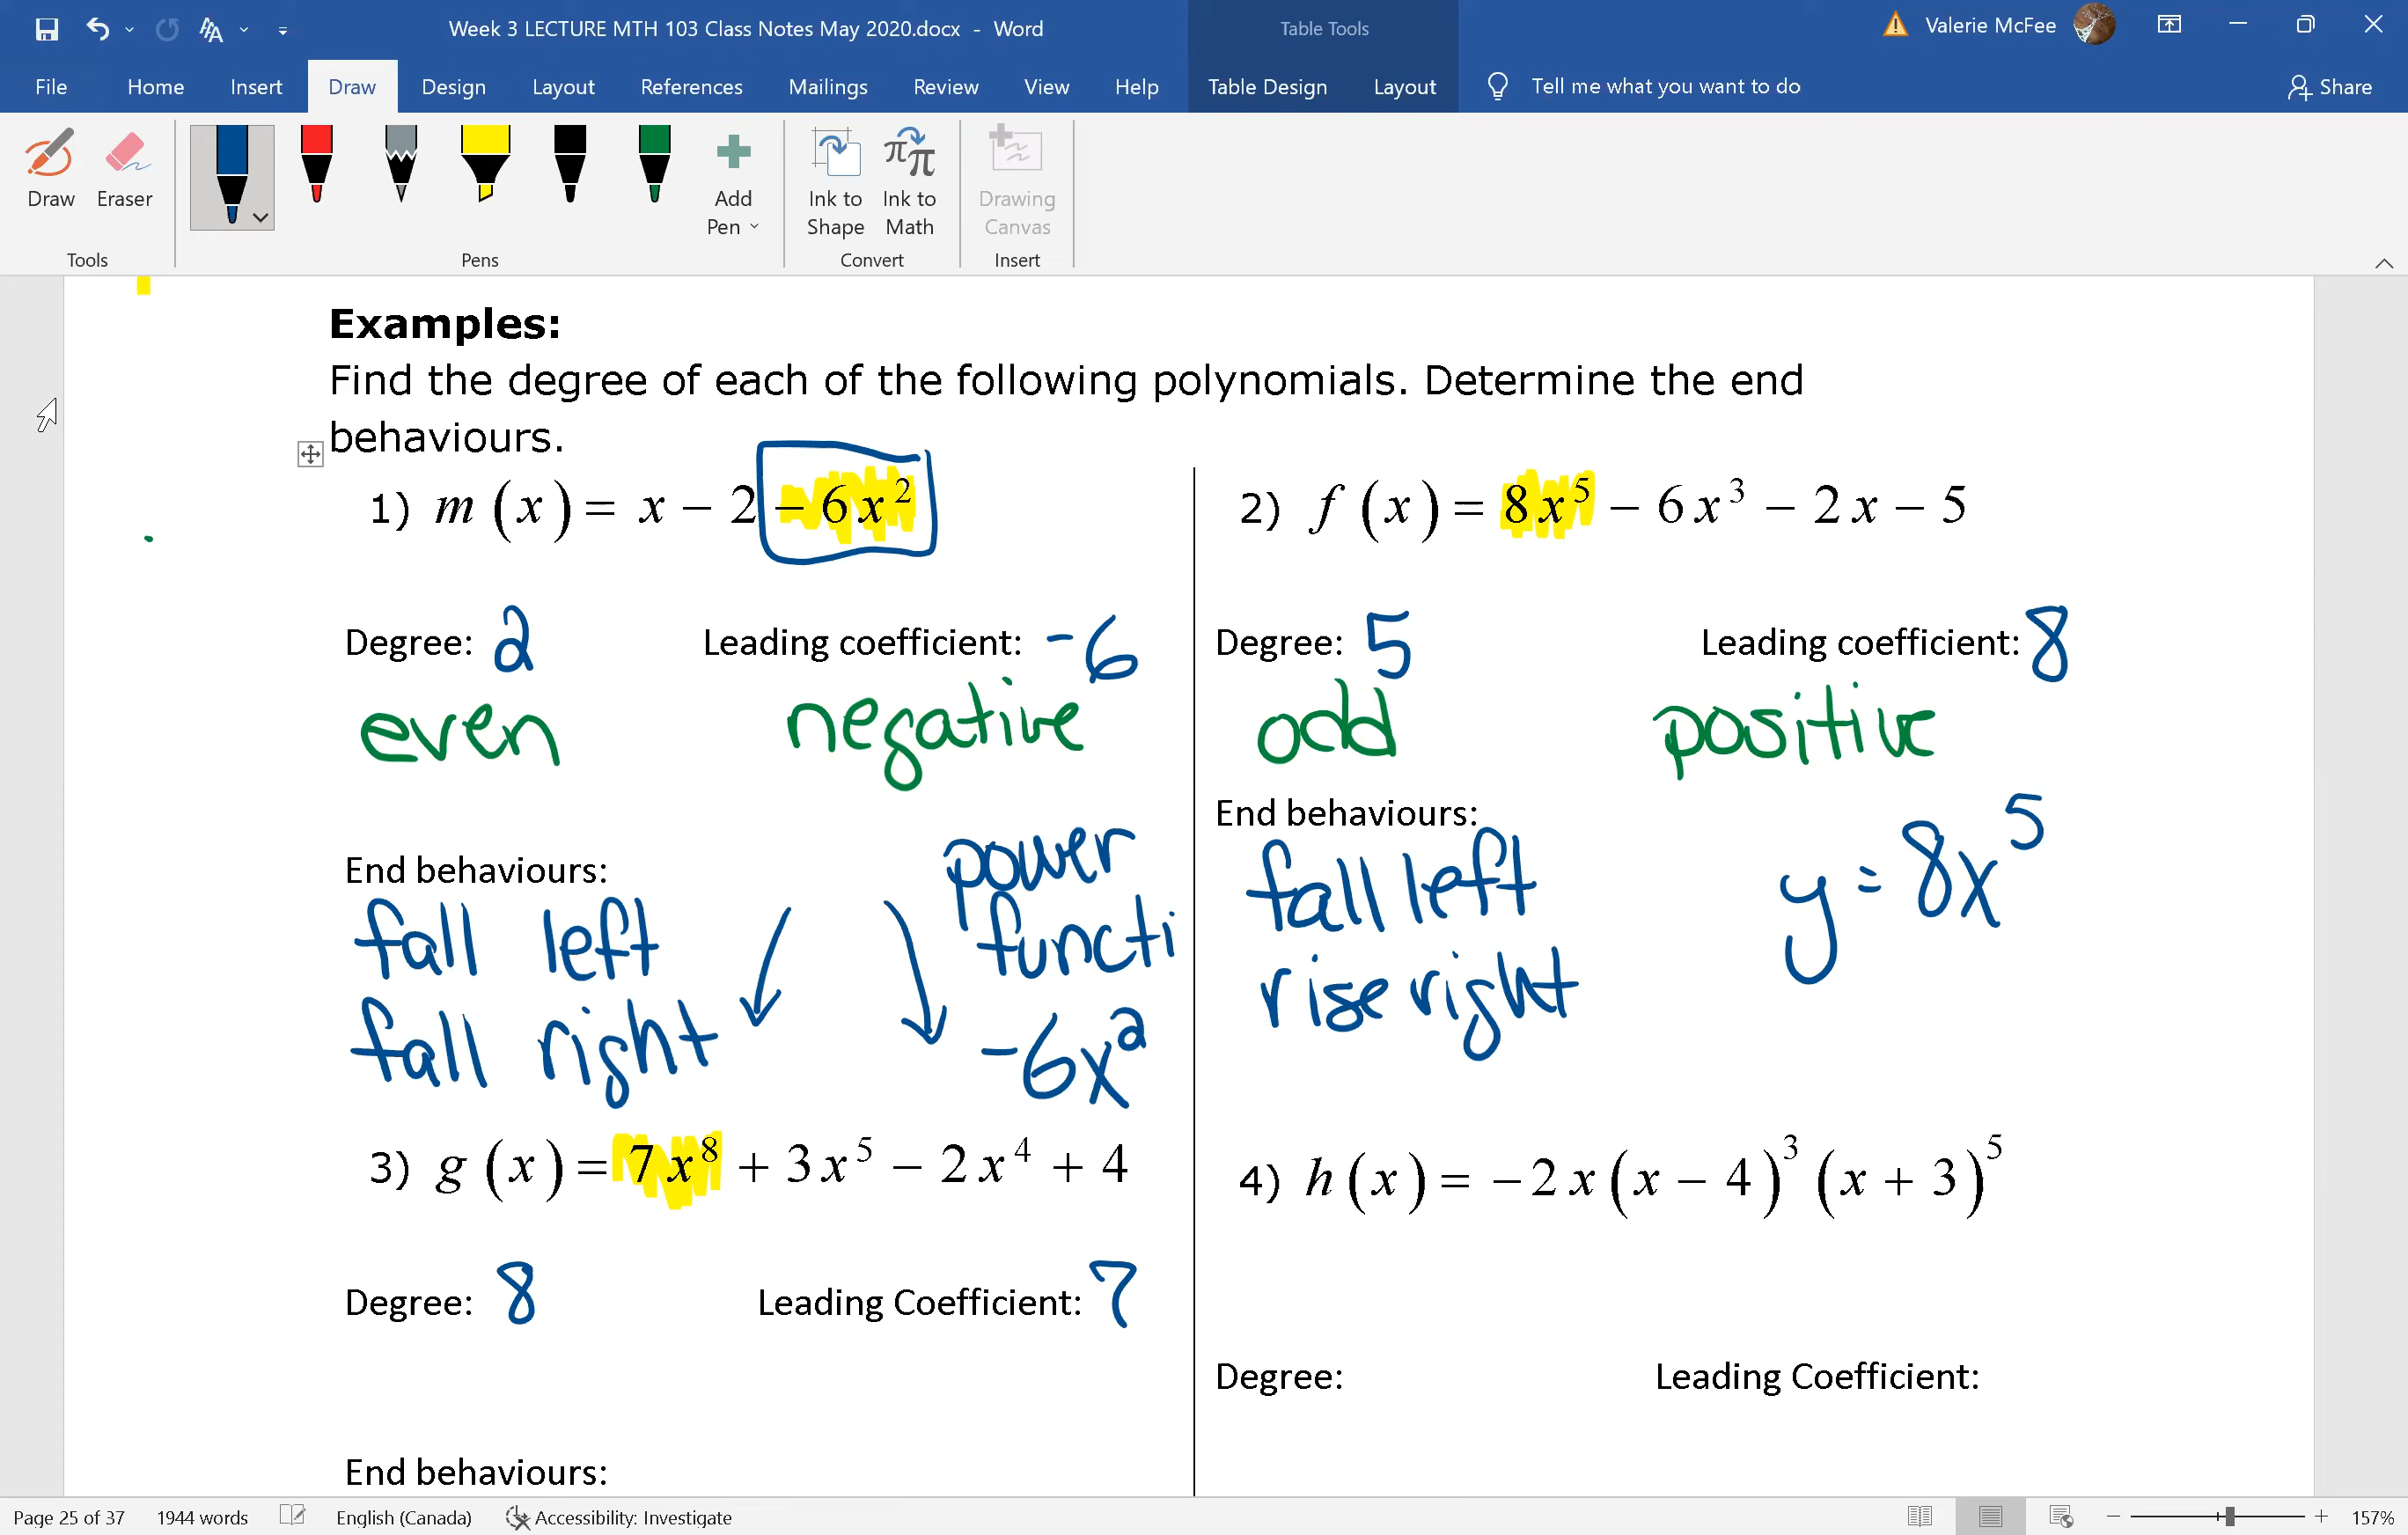 Week 3 LECTURE MTH 103 Class Notes May 2020.docx - Word
Table Tools
Valerie McFee
File Home Insert Draw Design Layout References Mailings Review View Help Table Design Layout Tell me what you want to do Share
Draw Eraser Add Pen Ink to Shape Ink to Math Drawing Canvas
Tools Pens Convert Insert
Examples:
Find the degree of each of the following polynomials. Determine the end
behaviours.
1) m(x) = x − 2 − 6x²
Degree: 2 Leading coefficient: -6
even negative
End behaviours:
fall left
fall right
power
functi
-6x²
2) f(x) = 8x⁵ − 6x³ − 2x − 5
Degree: 5 Leading coefficient: 8
odd positive
End behaviours:
fall left
rise right
y = 8x⁵
3) g(x) = 7x⁸ + 3x⁵ − 2x⁴ + 4
Degree: 8 Leading Coefficient: 7
End behaviours:
4) h(x) = −2x(x − 4)³(x + 3)⁵
Degree: Leading Coefficient:
Page 25 of 37 1944 words English (Canada) Accessibility: Investigate 157%